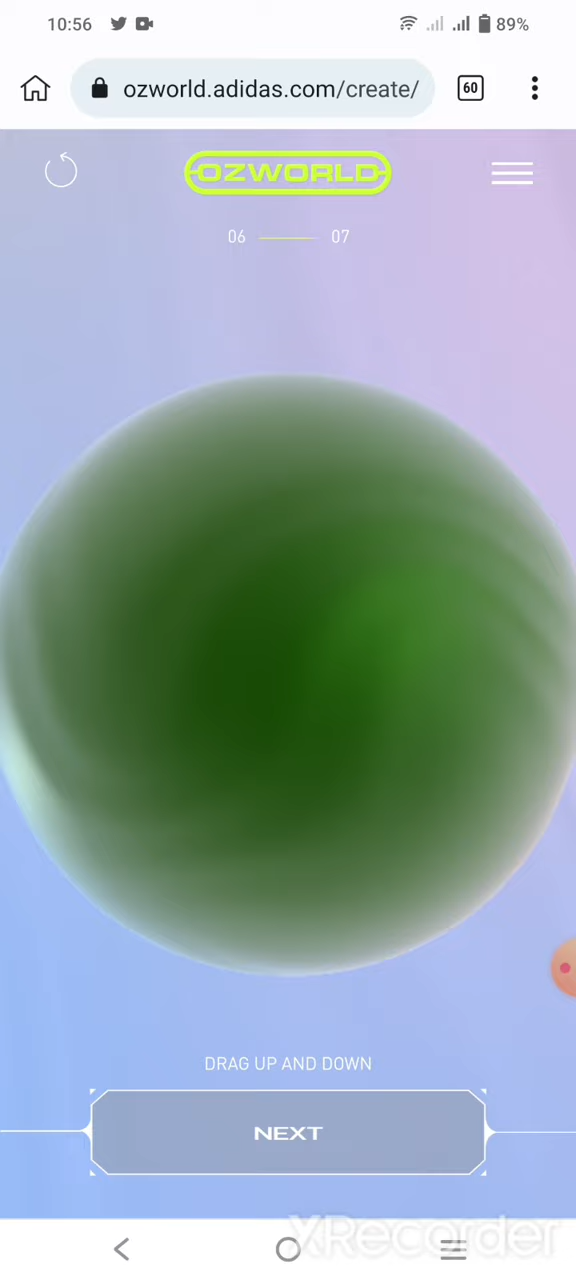 10:56
89%
ozworld.adidas.com/create/
60
OZWORLD
06 07
DRAG UP AND DOWN
NEXT
XRecorder